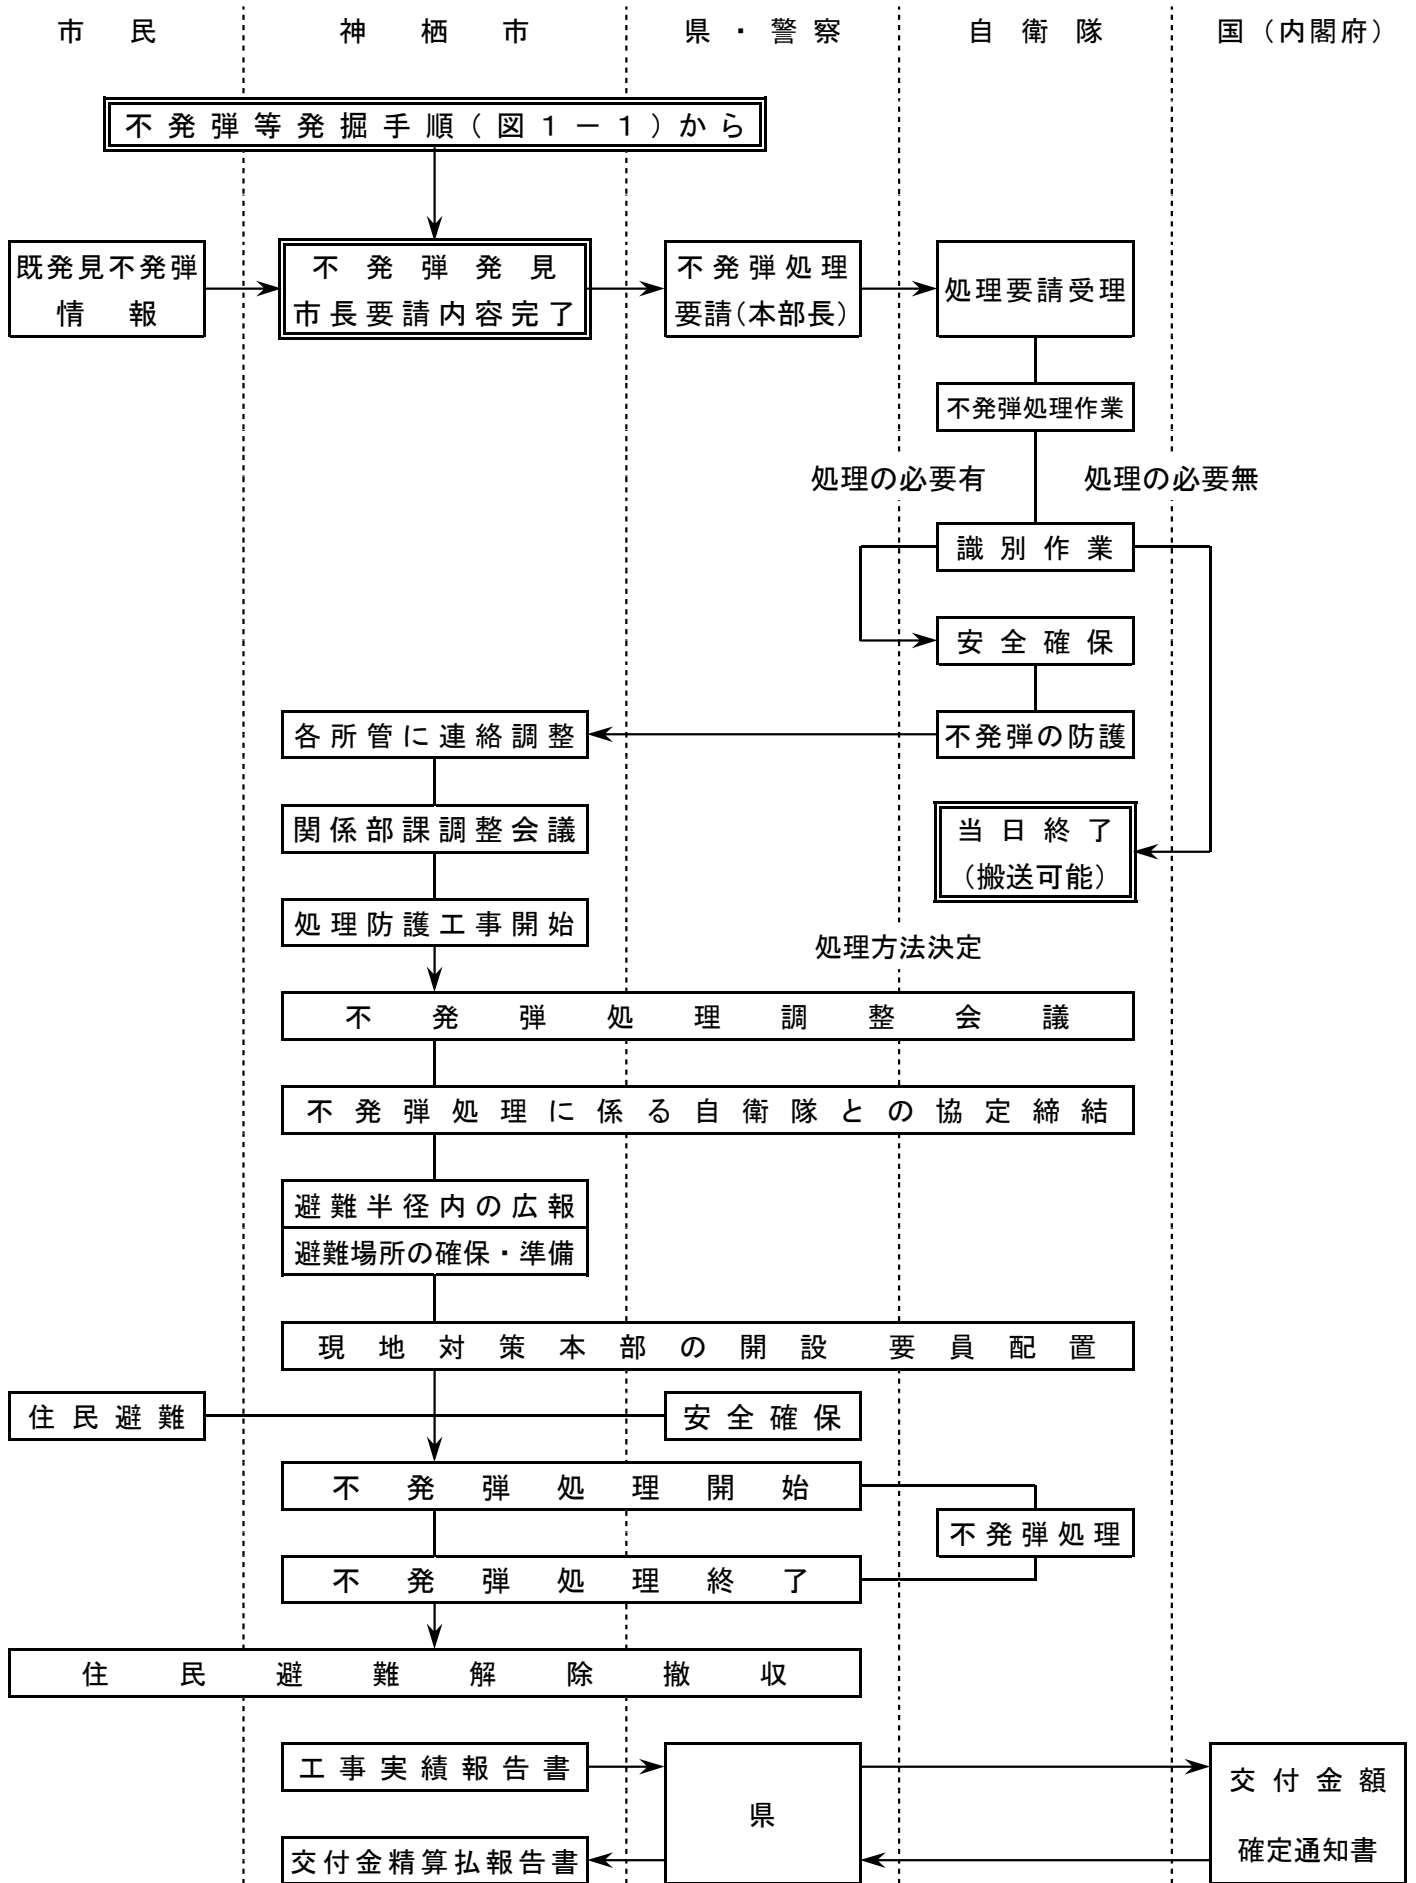 市民 神栖市 県・警察 自衛隊 国(内閣府)
不発弾等発掘手順(図1-1)から
既発見不発弾
情報
不発弾発見
市長要請内容完了
不発弾処理
要請(本部長)
処理要請受理
不発弾処理作業
処理の必要有
処理の必要無
識別作業
安全確保
各所管に連絡調整
不発弾の防護
関係部課調整会議
当日終了
(搬送可能)
処理防護工事開始
処理方法決定
不発弾処理調整会議
不発弾処理に係る自衛隊との協定締結
避難半径内の広報
避難場所の確保・準備
現地対策本部の開設 要員配置
住民避難
安全確保
不発弾処理開始
不発弾処理
不発弾処理終了
住民避難解除撤収
工事実績報告書
県
交付金額
確定通知書
交付金精算払報告書